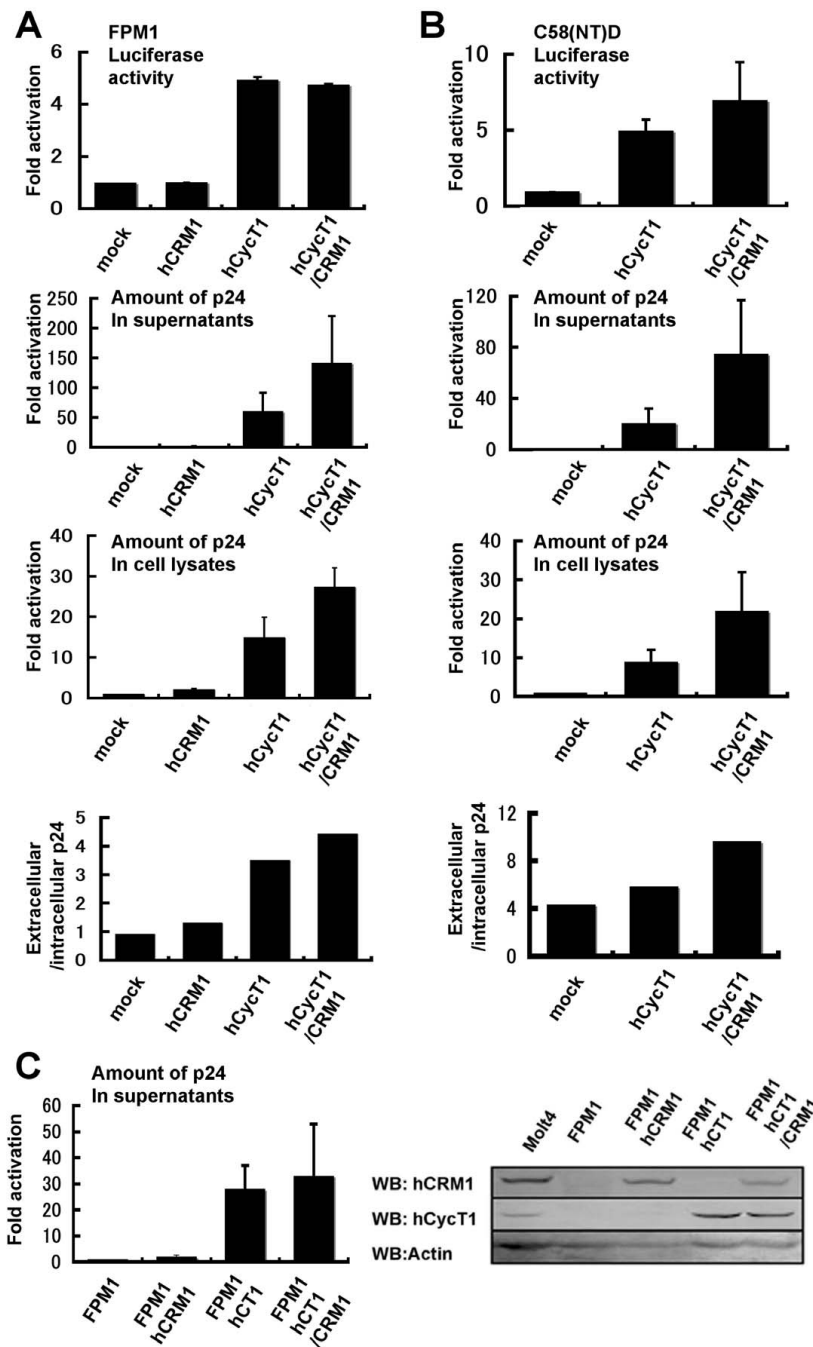 A
FPM1
Luciferase
activity
Fold activation
6
4
2
0
mock
hCRM1
hCycT1
hCycT1
/CRM1
Amount of p24
In supernatants
Fold activation
250
200
150
100
50
0
mock
hCRM1
hCycT1
hCycT1
/CRM1
Amount of p24
In cell lysates
Fold activation
40
30
20
10
0
mock
hCRM1
hCycT1
hCycT1
/CRM1
Extracellular
/intracellular p24
5
4
3
2
1
0
mock
hCRM1
hCycT1
hCycT1
/CRM1
B
C58(NT)D
Luciferase
activity
Fold activation
10
5
0
mock
hCycT1
hCycT1
/CRM1
Amount of p24
In supernatants
Fold activation
120
80
40
0
mock
hCycT1
hCycT1
/CRM1
Amount of p24
In cell lysates
Fold activation
40
30
20
10
0
mock
hCycT1
hCycT1
/CRM1
Extracellular
/intracellular p24
12
8
4
0
mock
hCycT1
hCycT1
/CRM1
C
Amount of p24
In supernatants
Fold activation
60
50
40
30
20
10
0
FPM1
FPM1
hCRM1
FPM1
hCT1
FPM1
hCT1
/CRM1
Molt4
FPM1
FPM1
hCRM1
FPM1
hCT1
FPM1
hCT1
/CRM1
WB: hCRM1
WB: hCycT1
WB:Actin